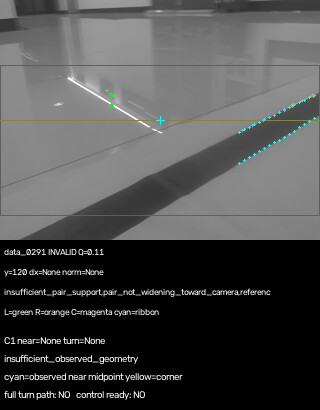 data_0291 INVALID Q=0.11
y=120 dx=None norm=None
insufficient_pair_support,pair_not_widening_toward_camera,referenc
L=green R=orange C=magenta cyan=ribbon
C1 near=None turn=None
insufficient_observed_geometry
cyan=observed near midpoint yellow=corner
full turn path: NO control ready: NO